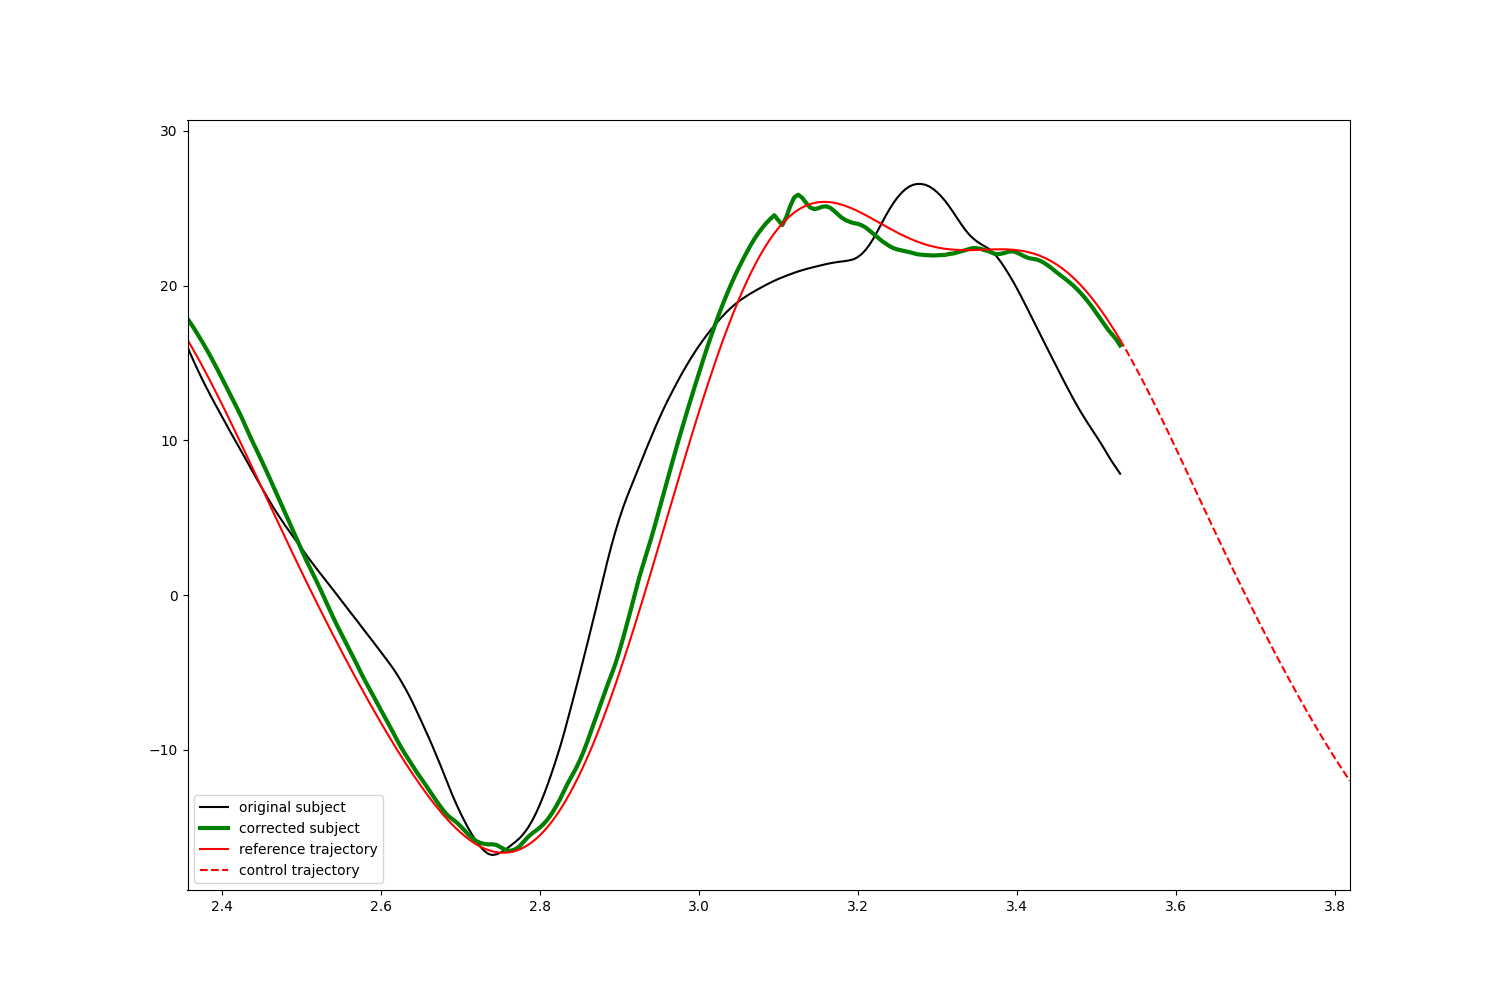 30
20
10
0
−10
2.4 2.6 2.8 3.0 3.2 3.4 3.6 3.8
original subject
corrected subject
reference trajectory
control trajectory